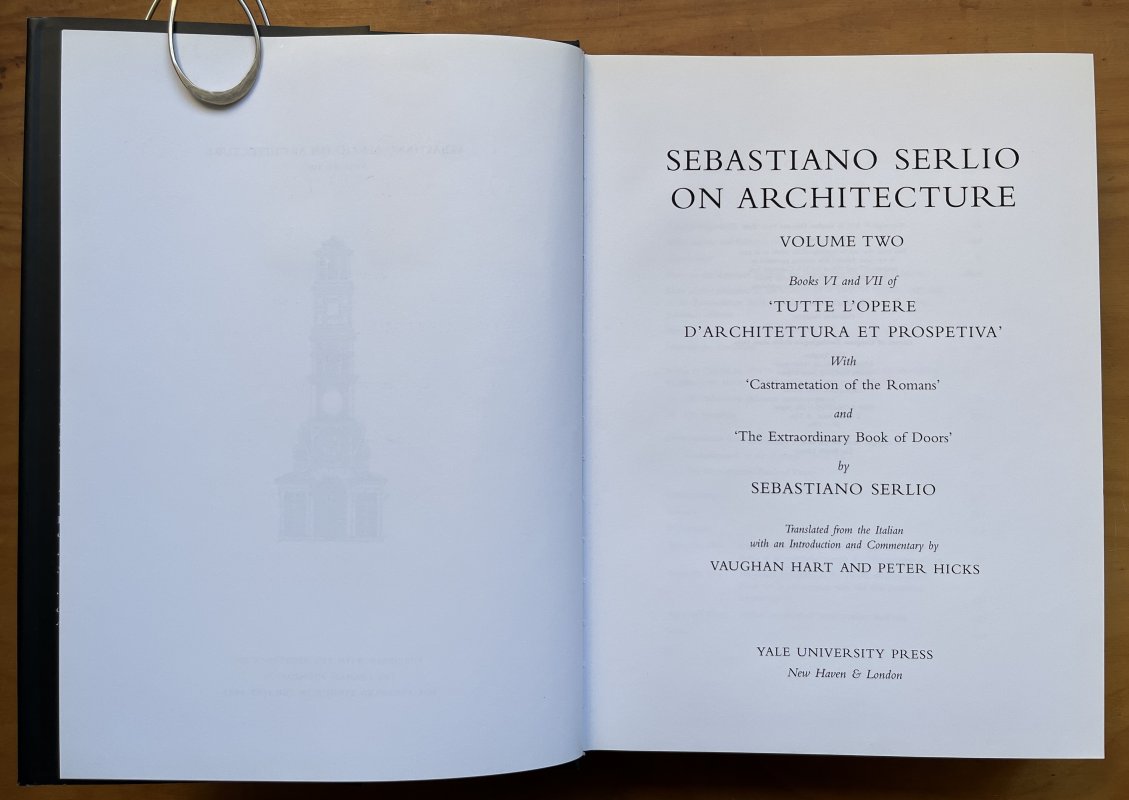 SEBASTIANO SERLIO
ON ARCHITECTURE
VOLUME TWO
Books VI and VII of
‘TUTTE L’OPERE
D’ARCHITETTURA ET PROSPETIVA’
With
‘Castrametation of the Romans’
and
‘The Extraordinary Book of Doors’
by
SEBASTIANO SERLIO
Translated from the Italian
with an Introduction and Commentary by
VAUGHAN HART AND PETER HICKS
YALE UNIVERSITY PRESS
New Haven & London